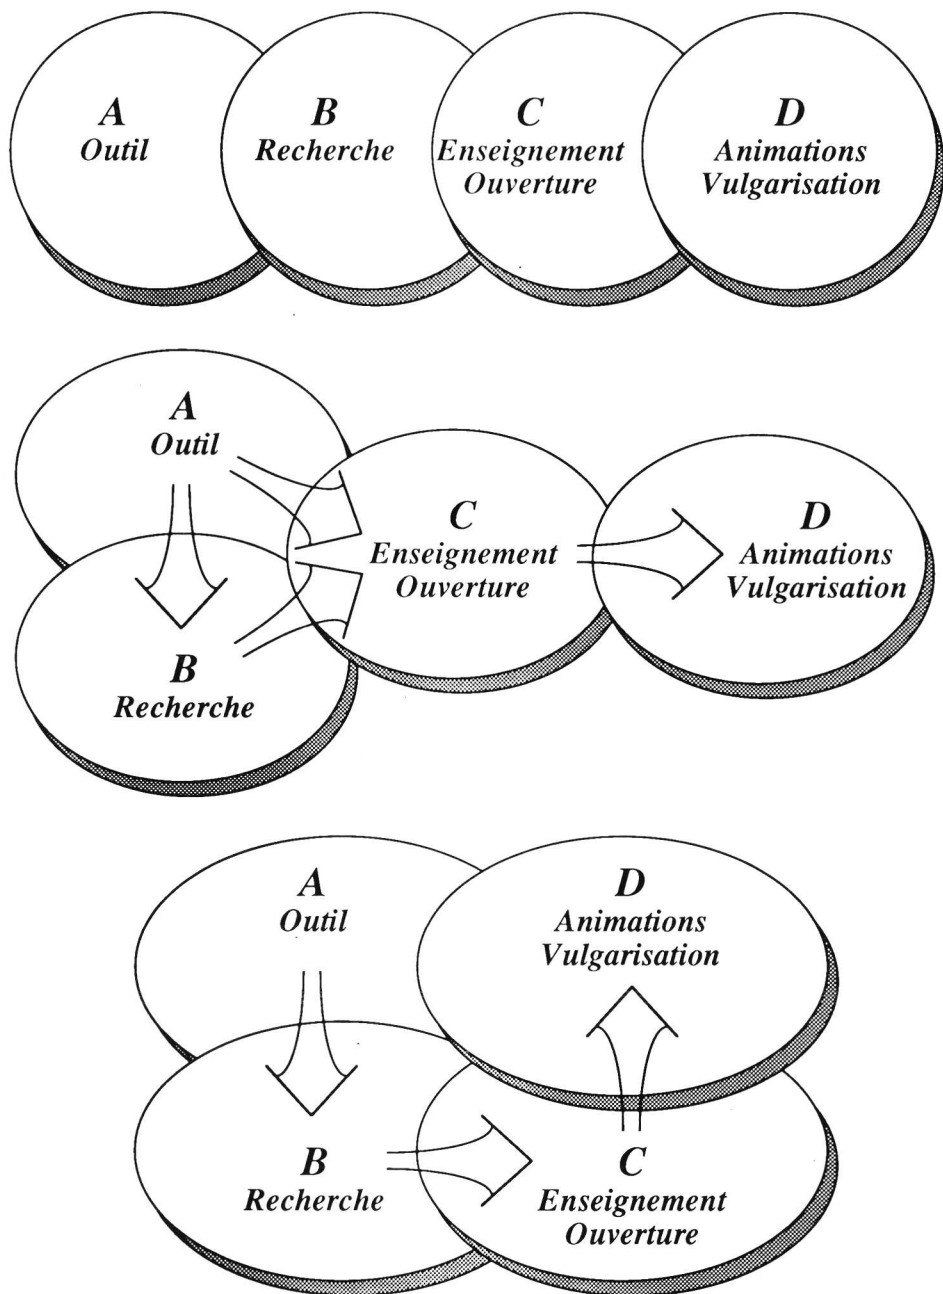 A
Outil
B
Recherche
C
Enseignement
Ouverture
D
Animations
Vulgarisation
A
Outil
C
Enseignement
Ouverture
D
Animations
Vulgarisation
B
Recherche
A
Outil
D
Animations
Vulgarisation
B
Recherche
C
Enseignement
Ouverture